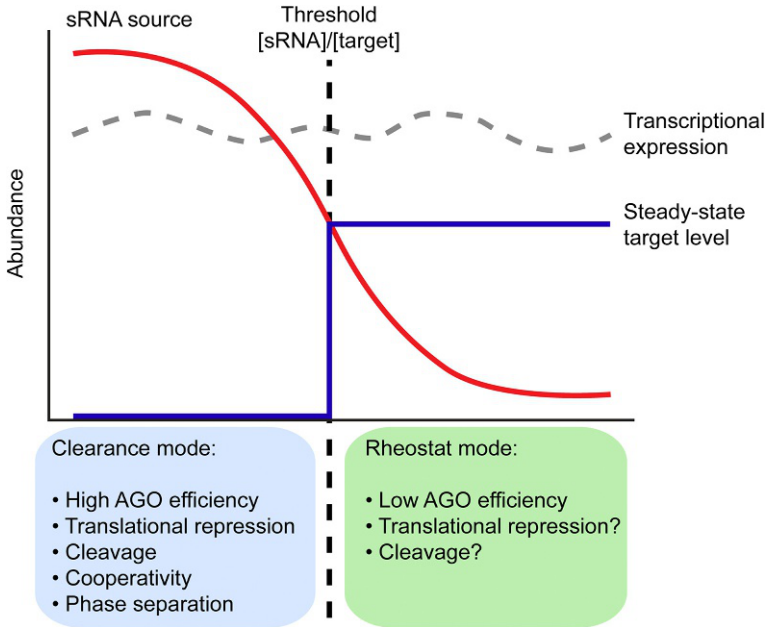 sRNA source
Threshold
[sRNA]/[target]
Transcriptional
expression
Steady-state
target level
Abundance
Clearance mode:
• High AGO efficiency
• Translational repression
• Cleavage
• Cooperativity
• Phase separation
Rheostat mode:
• Low AGO efficiency
• Translational repression?
• Cleavage?